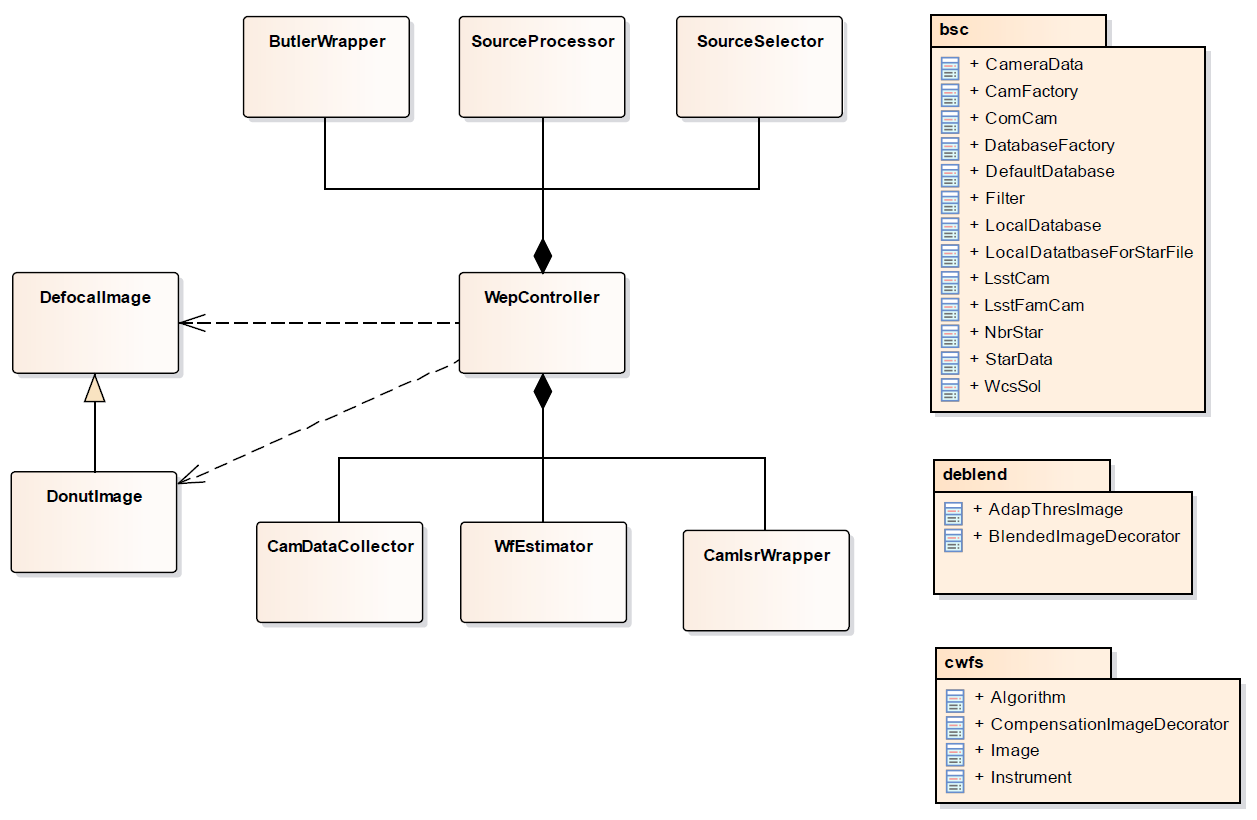 ButlerWrapper
SourceProcessor
SourceSelector
DefocalImage
WepController
DonutImage
CamDataCollector
WfEstimator
CamIsrWrapper
bsc
+ CameraData
+ CamFactory
+ ComCam
+ DatabaseFactory
+ DefaultDatabase
+ Filter
+ LocalDatabase
+ LocalDatatbaseForStarFile
+ LsstCam
+ LsstFamCam
+ NbrStar
+ StarData
+ WcsSol
deblend
+ AdapThresImage
+ BlendedImageDecorator
cwfs
+ Algorithm
+ CompensationImageDecorator
+ Image
+ Instrument